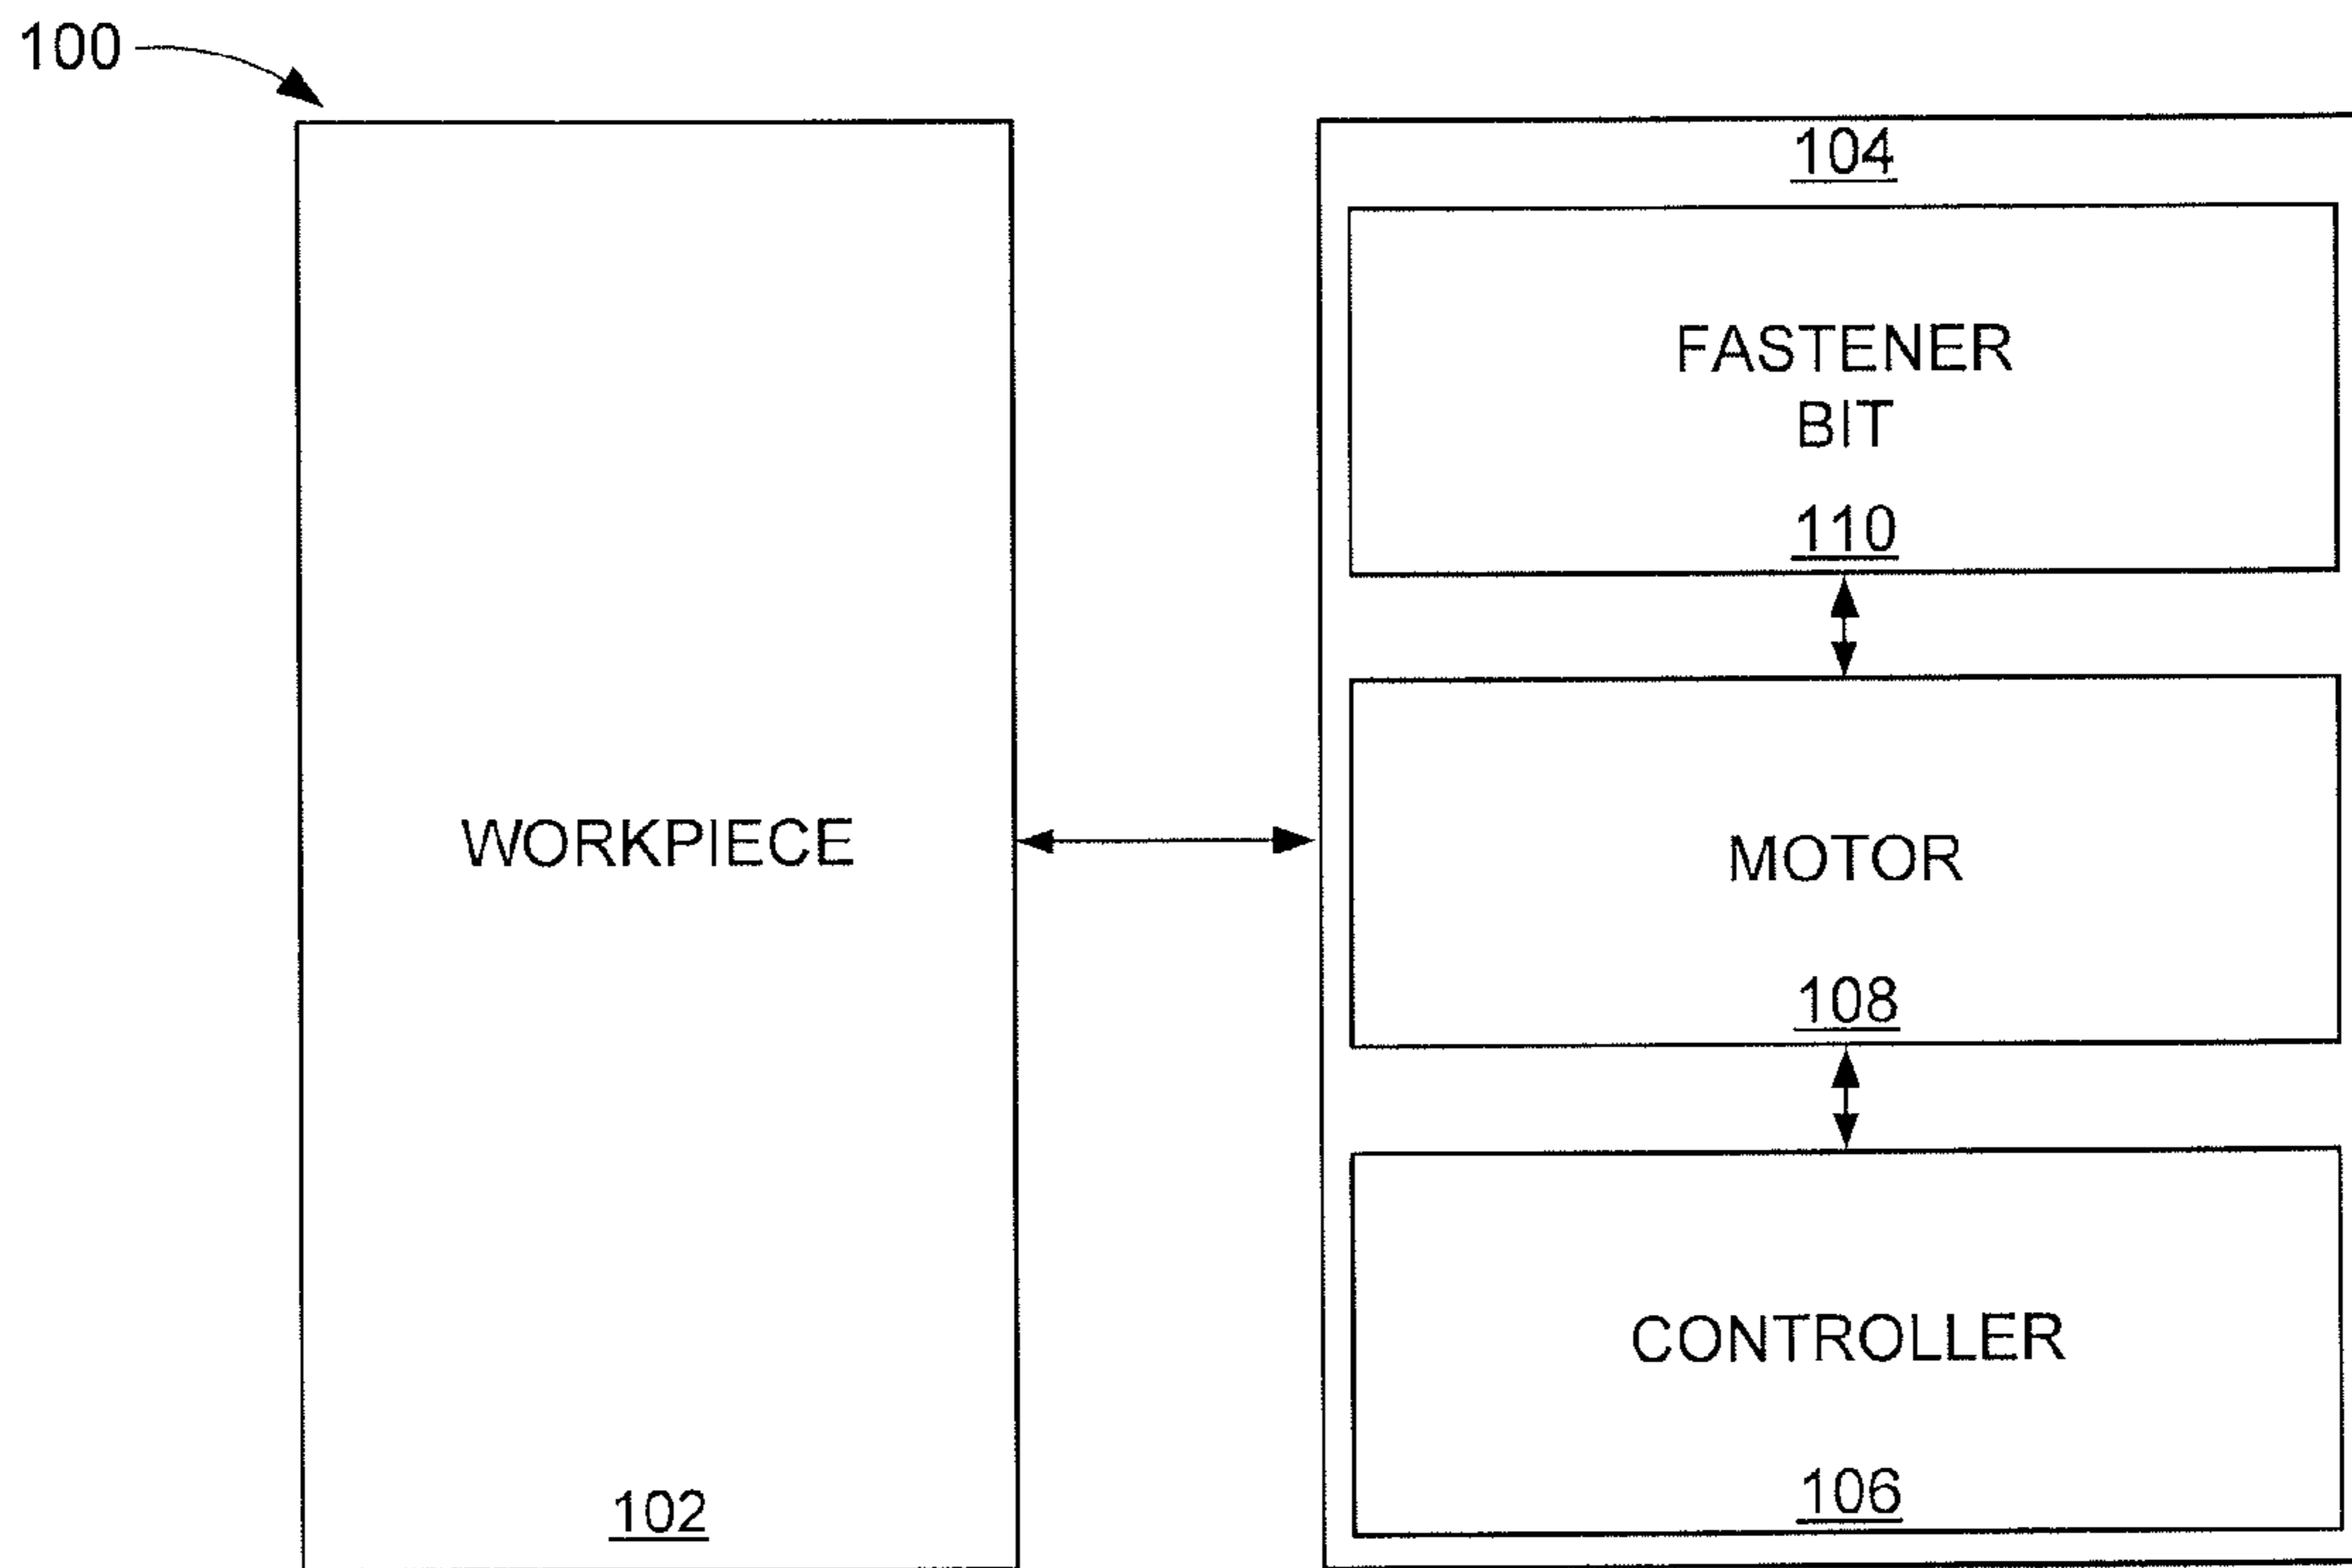 100
104
FASTENER
BIT
110
WORKPIECE
MOTOR
108
CONTROLLER
106
102